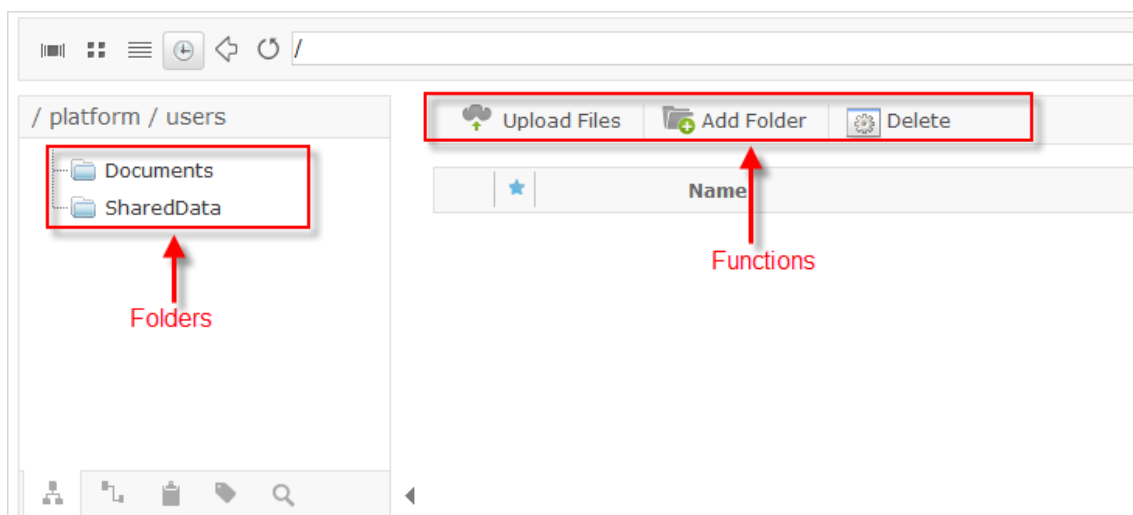 /
/ platform / users
Upload Files Add Folder Delete
Documents
SharedData
Name
Functions
Folders